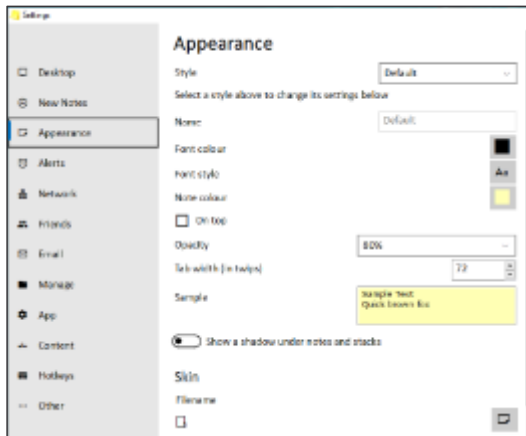 Settings
Desktop
New Notes
Appearance
Alerts
Network
Friends
Email
Manage
App
Content
Hotkeys
Other
Appearance
Style
Default
Select a style above to change its settings below
Name
Default
Font colour
Font style
Aa
Note colour
On top
Opacity
80%
Tab width (in twips)
72
Sample
Sample Text
Quick brown fox
Show a shadow under notes and stacks
Skin
Filename